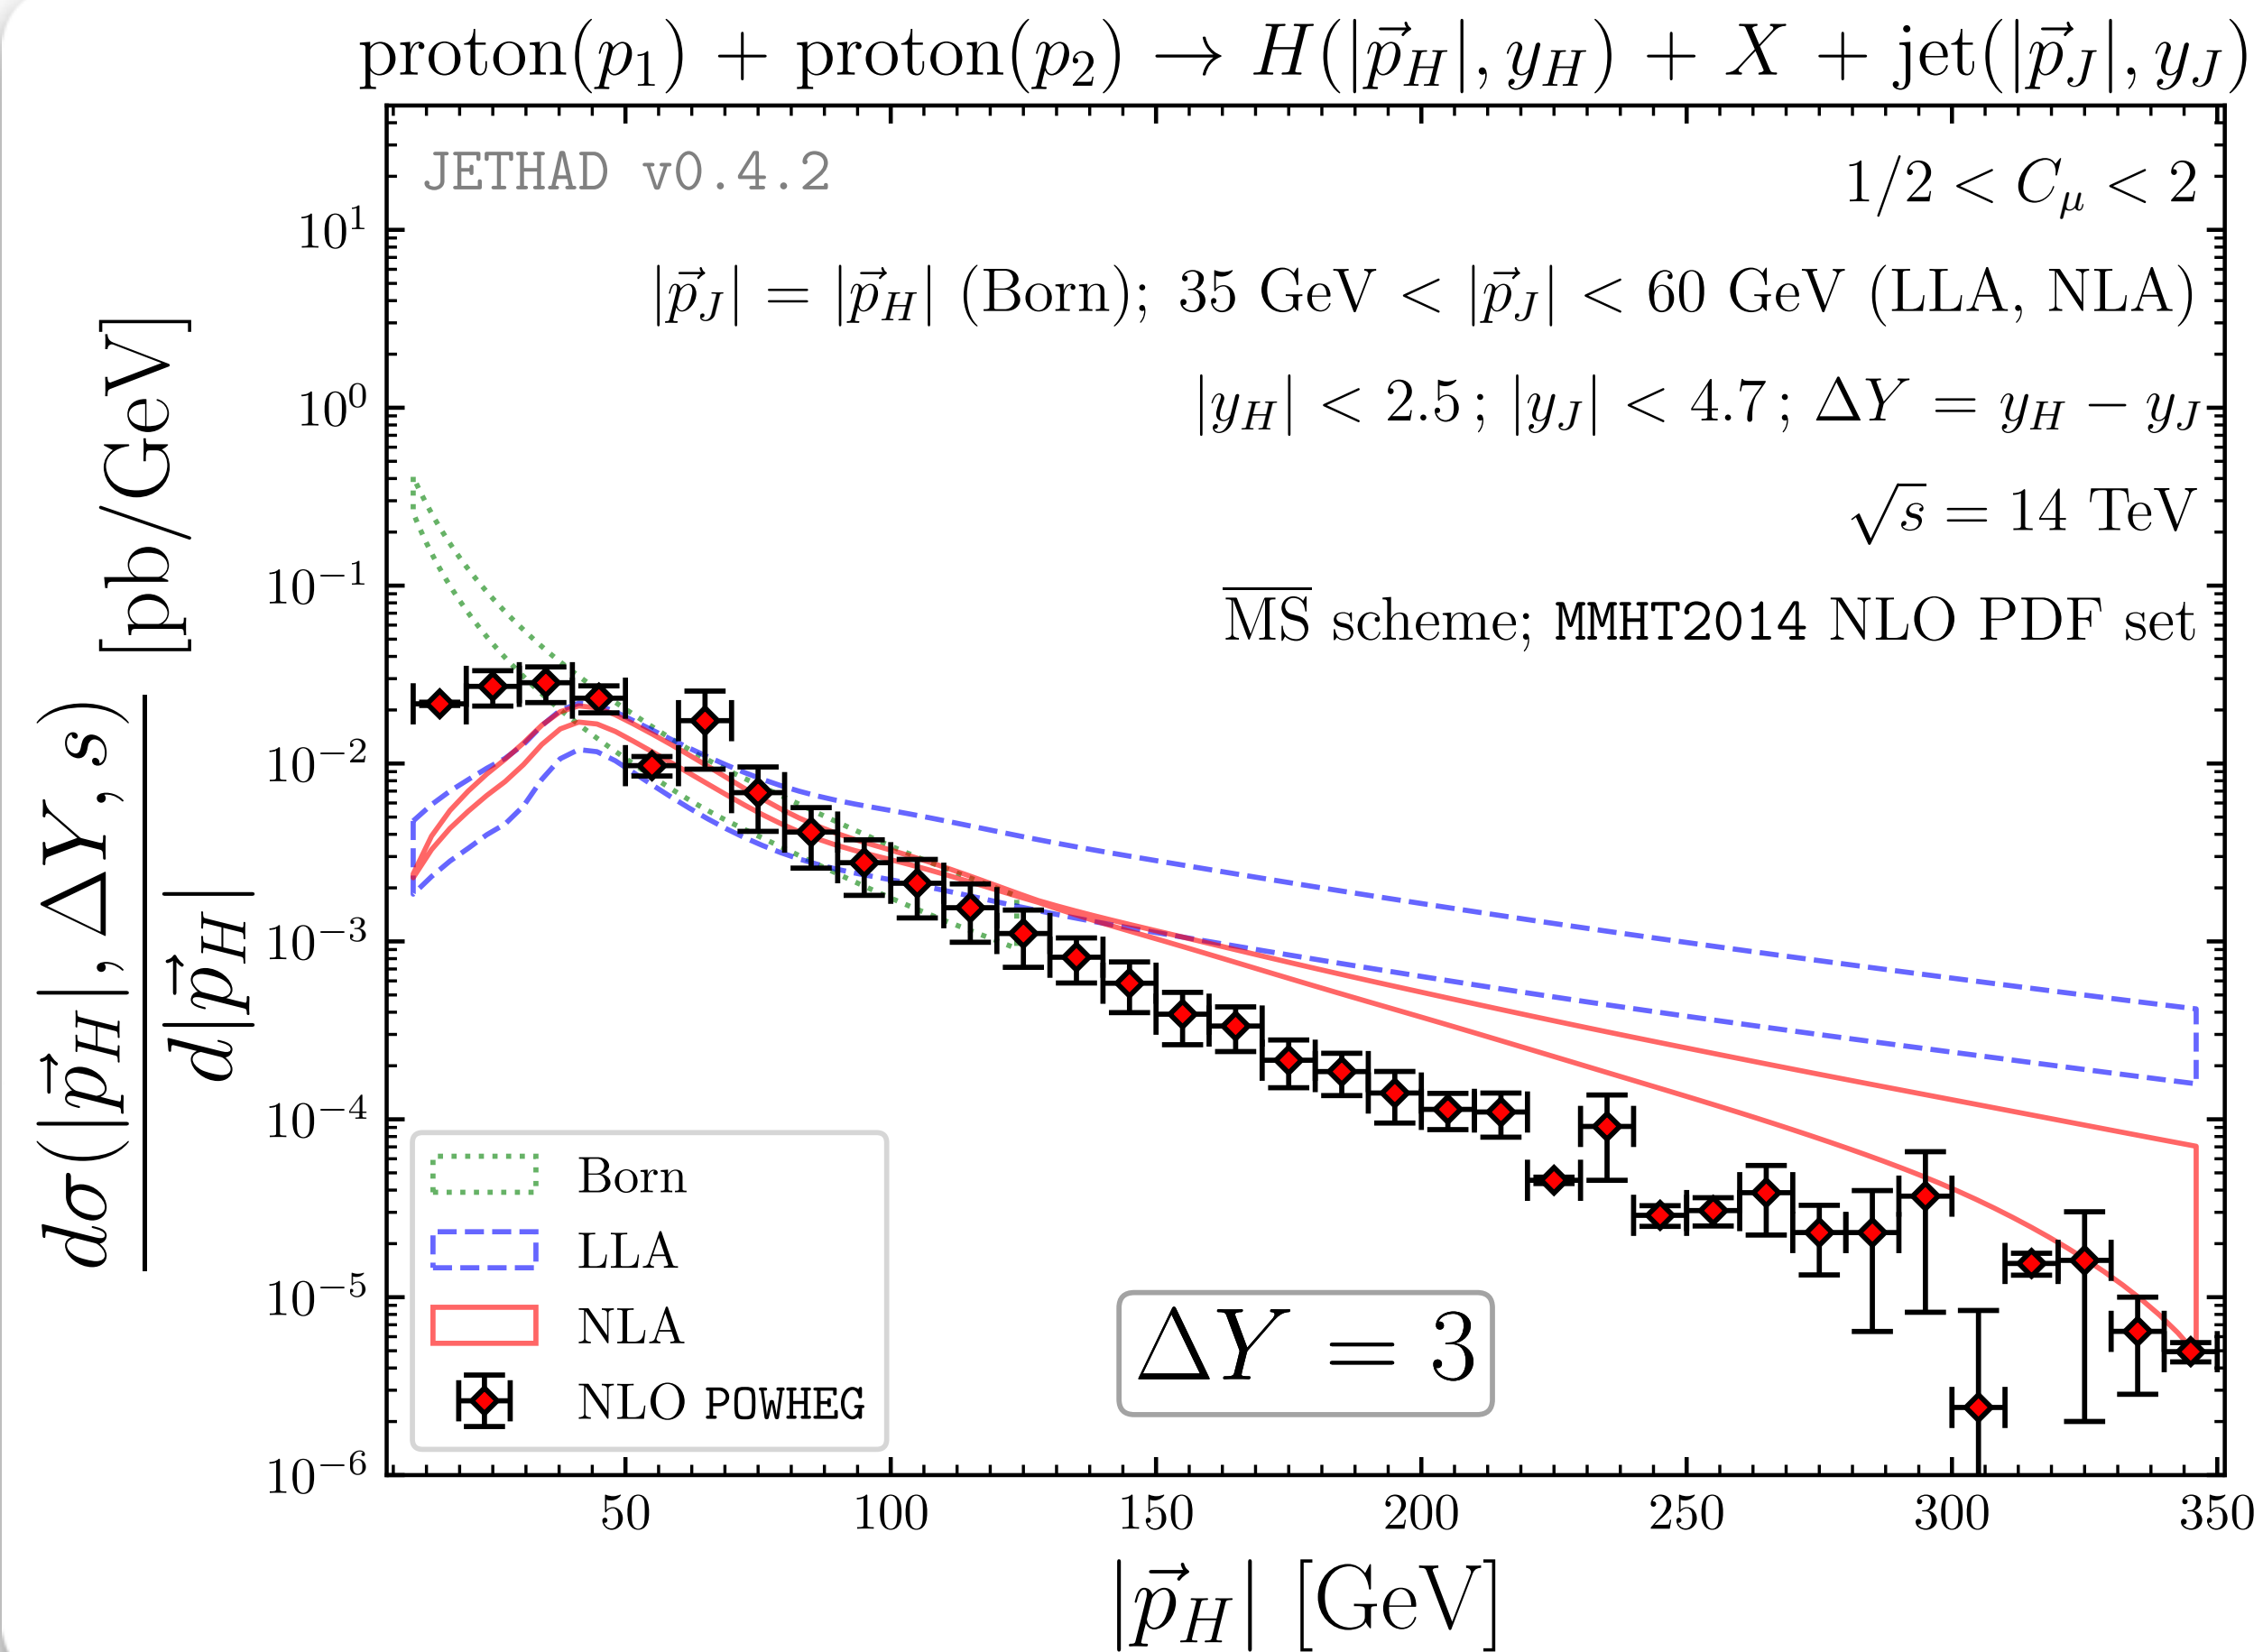 proton(p₁) + proton(p₂) → H(|p⃗_H|, y_H) + X + jet(|p⃗_J|, y_J)
JETHAD v0.4.2
1/2 < C_μ < 2
|p⃗_J| = |p⃗_H| (Born); 35 GeV < |p⃗_J| < 60 GeV (LLA, NLA)
|y_H| < 2.5; |y_J| < 4.7; ΔY = y_H − y_J
√s = 14 TeV
M̅S̅ scheme; MMHT2014 NLO PDF set
dσ(|p⃗_H|, ΔY, s)
d|p⃗_H|
[pb/GeV]
10¹
10⁰
10⁻¹
10⁻²
10⁻³
10⁻⁴
10⁻⁵
10⁻⁶
Born
LLA
NLA
NLO POWHEG
ΔY = 3
50 100 150 200 250 300 350
|p⃗_H| [GeV]